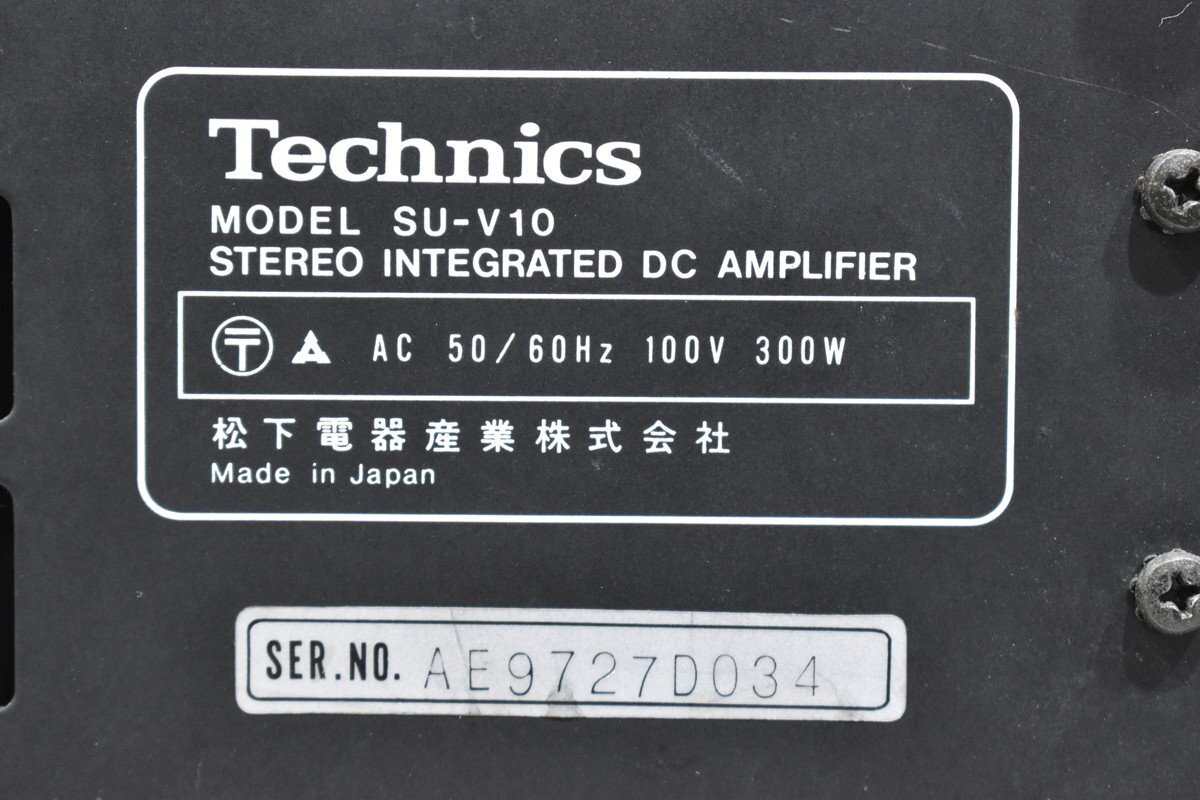 Technics
MODEL SU-V10
STEREO INTEGRATED DC AMPLIFIER
〒 AC 50/60Hz 100V 300W
松下電器産業株式会社
Made in Japan
SER.NO. AE9727D034